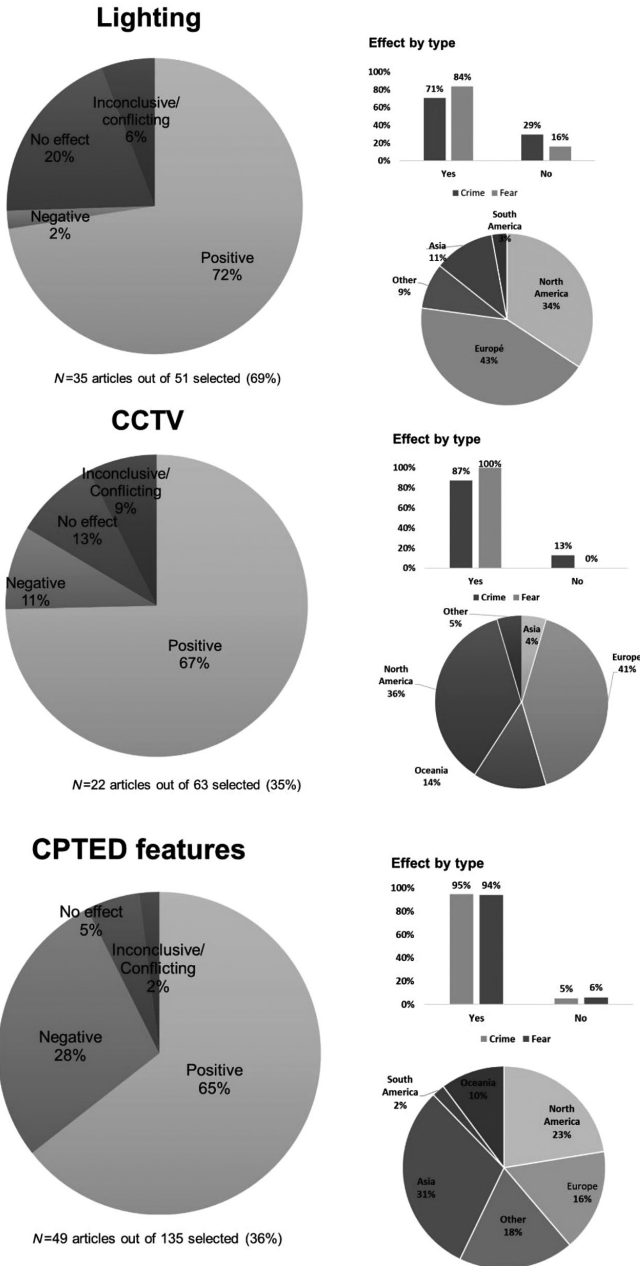 Lighting
Inconclusive/
conflicting
6%
No effect
20%
Negative
2%
Positive
72%
N=35 articles out of 51 selected (69%)
Effect by type
100%
80%
60%
40%
20%
0%
71%
84%
29%
16%
Yes
No
Crime
Fear
South
America
3%
Asia
11%
Other
9%
North
America
34%
Europé
43%
CCTV
Inconclusive/
Conflicting
9%
No effect
13%
Negative
11%
Positive
67%
N=22 articles out of 63 selected (35%)
Effect by type
100%
80%
60%
40%
20%
0%
87%
100%
13%
0%
Yes
No
Crime
Fear
Other
5%
Asia
4%
Europe
41%
North
America
36%
Oceania
14%
CPTED features
No effect
5%
Inconclusive/
Conflicting
2%
Negative
28%
Positive
65%
N=49 articles out of 135 selected (36%)
Effect by type
100%
80%
60%
40%
20%
0%
95%
94%
5%
6%
Yes
No
Crime
Fear
South
America
2%
Oceania
10%
North
America
23%
Asia
31%
Europe
16%
Other
18%